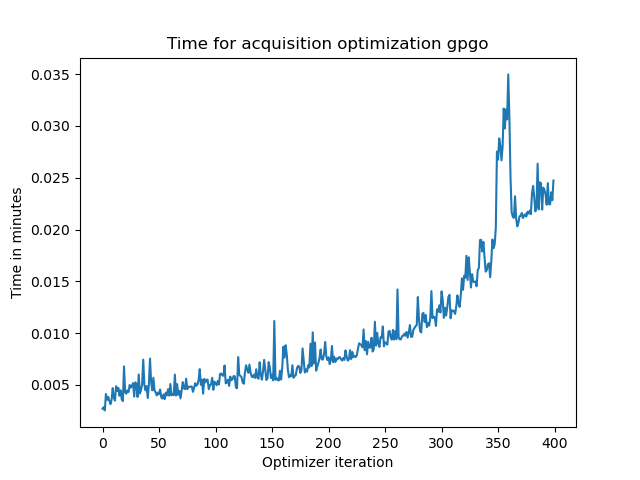 Time for acquisition optimization gpgo
0.035
0.030
0.025
0.020
0.015
0.010
0.005
Time in minutes
0 50 100 150 200 250 300 350 400
Optimizer iteration